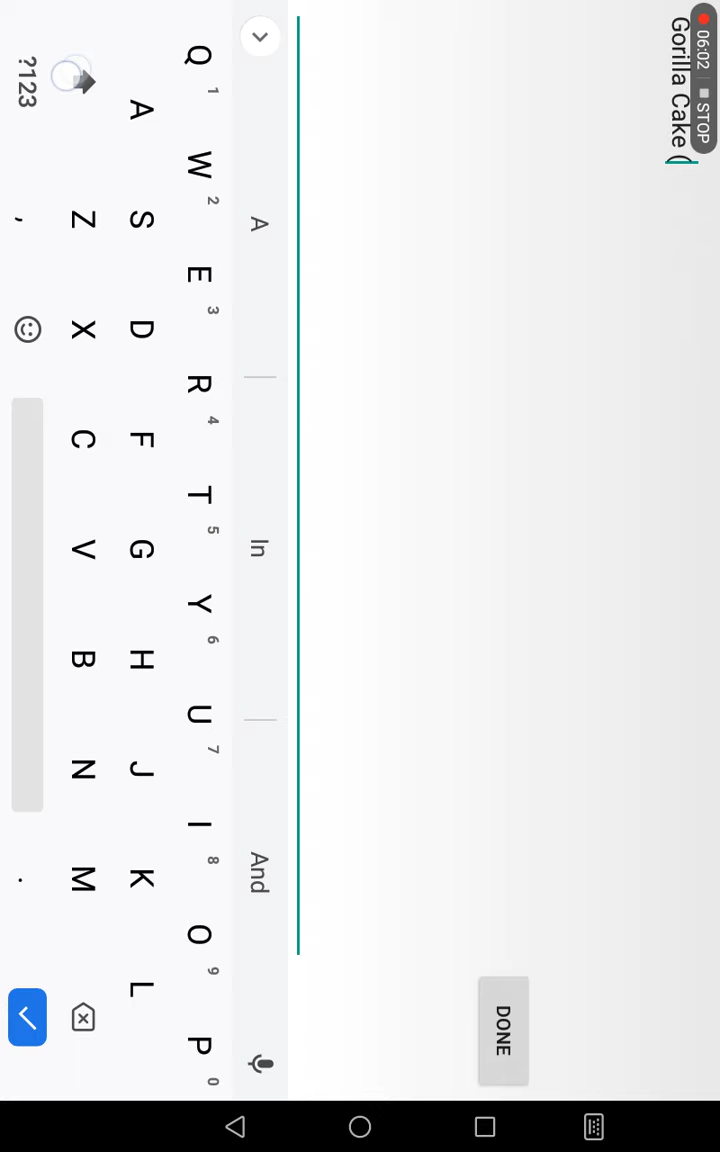 06:02 STOP
Gorilla Cake (
DONE
A In And
Q 1 W 2 E 3 R 4 T 5 Y 6 U 7 I 8 O 9 P 0
A S D F G H J K L
Z X C V B N M
?123 , .